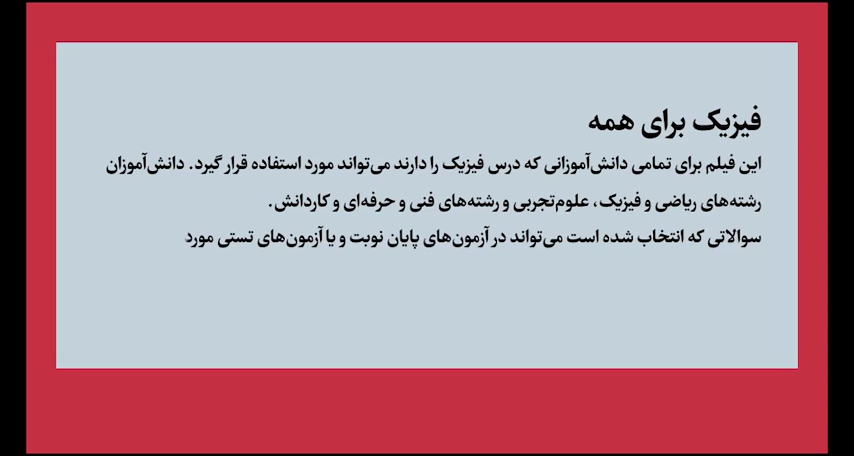 فیزیک برای همه
این فیلم برای تمامی دانش‌آموزانی که درس فیزیک را دارند می‌تواند مورد استفاده قرار گیرد. دانش‌آموزان
رشته‌های ریاضی و فیزیک، علوم‌تجربی و رشته‌های فنی و حرفه‌ای و کاردانش.
سوالاتی که انتخاب شده است می‌تواند در آزمون‌های پایان نوبت و یا آزمون‌های تستی مورد